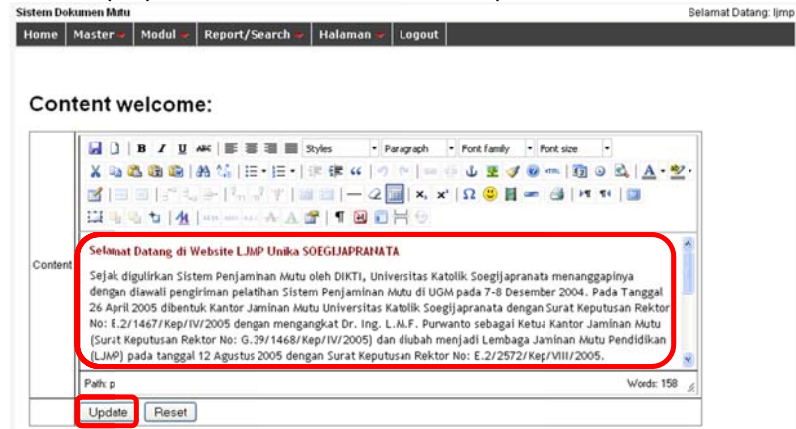 Sistem Dokumen Mutu
Selamat Datang: ljmp
Home Master Modul Report/Search Halaman Logout
Content welcome:
Styles Paragraph Font family Font size
Content
Selamat Datang di Website LJMP Unika SOEGIJAPRANATA
Sejak digulirkan Sistem Penjaminan Mutu oleh DIKTI, Universitas Katolik Soegijapranata menanggapinya
dengan diawali pengiriman pelatihan Sistem Penjaminan Mutu di UGM pada 7-8 Desember 2004. Pada Tanggal
26 April 2005 dibentuk Kantor Jaminan Mutu Universitas Katolik Soegijapranata dengan Surat Keputusan Rektor
No: E.2/1467/Kep/IV/2005 dengan mengangkat Dr. Ing. L.M.F. Purwanto sebagai Ketua Kantor Jaminan Mutu
(Surat Keputusan Rektor No: G.39/1468/Kep/IV/2005) dan diubah menjadi Lembaga Jaminan Mutu Pendidikan
(LJMP) pada tanggal 12 Agustus 2005 dengan Surat Keputusan Rektor No: E.2/2572/Kep/VIII/2005.
Path: p
Words: 158
Update Reset